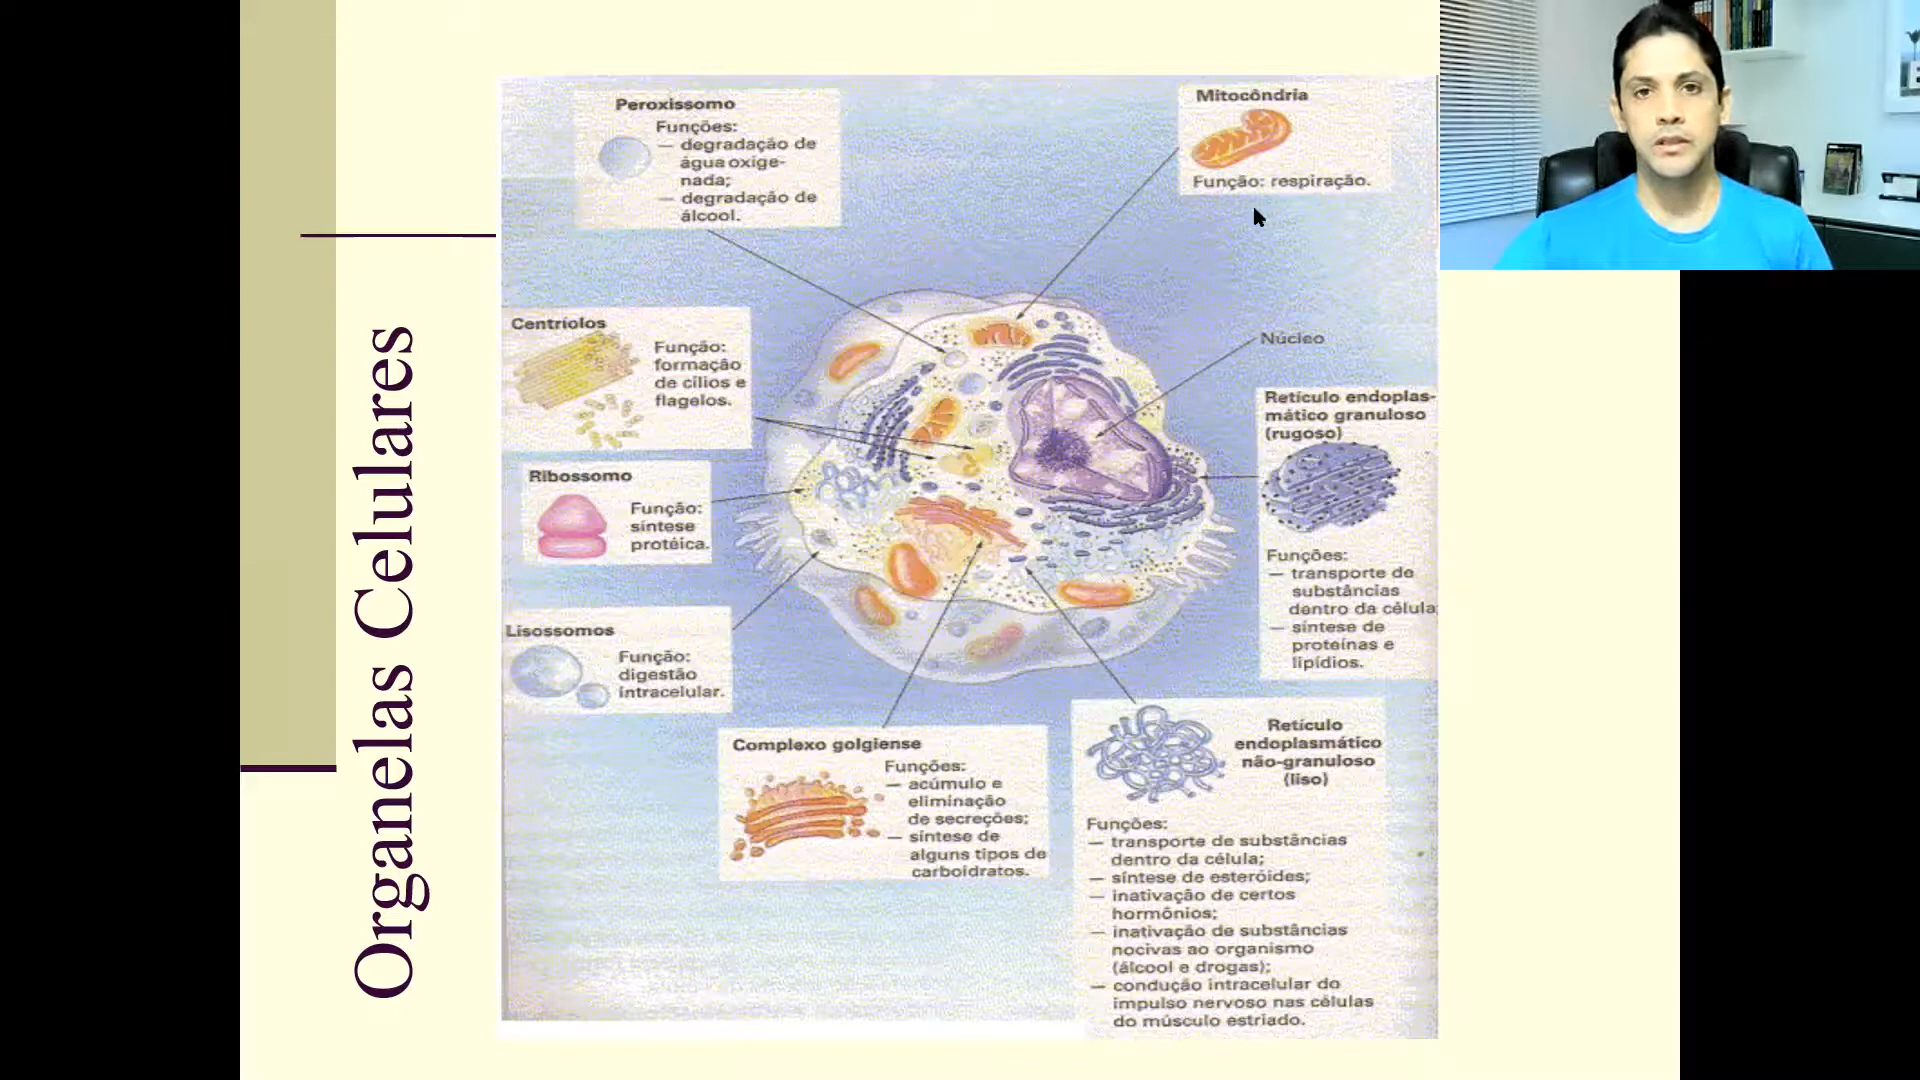 Organelas Celulares
Peroxissomo
Funções:
— degradação de
água oxige-
nada;
— degradação de
álcool.
Mitocôndria
Função: respiração.
Centríolos
Função:
formação
de cílios e
flagelos.
Núcleo
Retículo endoplas-
mático granuloso
(rugoso)
Funções:
— transporte de
substâncias
dentro da célula;
— síntese de
proteínas e
lipídios.
Ribossomo
Função:
síntese
protéica.
Lisossomos
Função:
digestão
intracelular.
Complexo golgiense
Funções:
— acúmulo e
eliminação
de secreções;
— síntese de
alguns tipos de
carboidratos.
Retículo
endoplasmático
não-granuloso
(liso)
Funções:
— transporte de substâncias
dentro da célula;
— síntese de esteróides;
— inativação de certos
hormônios;
— inativação de substâncias
nocivas ao organismo
(álcool e drogas);
— condução intracelular do
impulso nervoso nas células
do músculo estriado.